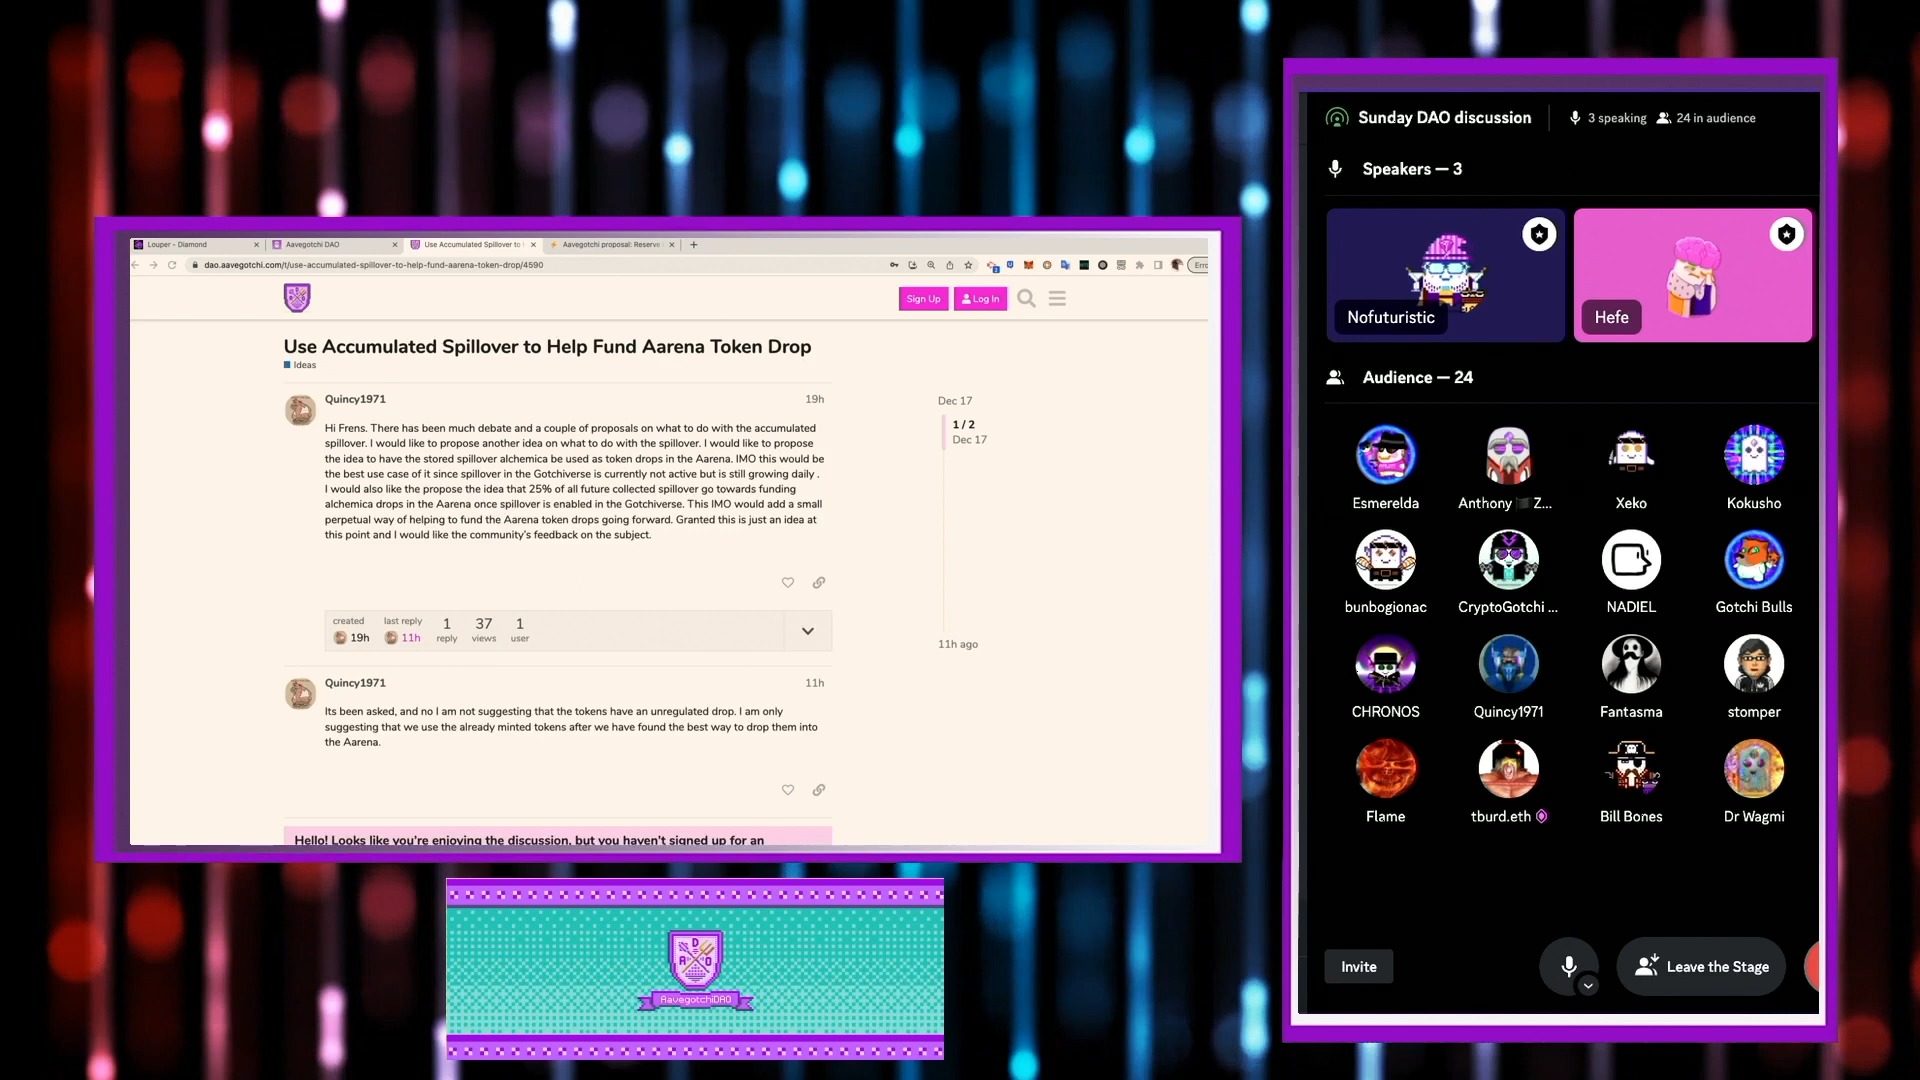 Louper - Diamond
Aavegotchi DAO
Use Accumulated Spillover to
Aavegotchi proposal: Reserve
dao.aavegotchi.com/t/use-accumulated-spillover-to-help-fund-aarena-token-drop/4590
Sign Up
Log In
Use Accumulated Spillover to Help Fund Aarena Token Drop
Ideas
Quincy1971
19h
Hi Frens. There has been much debate and a couple of proposals on what to do with the accumulated
spillover. I would like to propose another idea on what to do with the spillover. I would like to propose
the idea to have the stored spillover alchemica be used as token drops in the Aarena. IMO this would be
the best use case of it since spillover in the Gotchiverse is currently not active but is still growing daily .
I would also like the propose the idea that 25% of all future collected spillover go towards funding
alchemica drops in the Aarena once spillover is enabled in the Gotchiverse. This IMO would add a small
perpetual way of helping to fund the Aarena token drops going forward. Granted this is just an idea at
this point and I would like the community's feedback on the subject.
created
19h
last reply
11h
1
reply
37
views
1
user
Quincy1971
11h
Its been asked, and no I am not suggesting that the tokens have an unregulated drop. I am only
suggesting that we use the already minted tokens after we have found the best way to drop them into
the Aarena.
Hello! Looks like you're enjoying the discussion, but you haven't signed up for an
Dec 17
1 / 2
Dec 17
11h ago
D
A O
AavegotchiDAO
Sunday DAO discussion
3 speaking
24 in audience
Speakers — 3
Nofuturistic
Hefe
Audience — 24
Esmerelda
Anthony Z...
Xeko
Kokusho
bunbogionac
CryptoGotchi ...
NADIEL
Gotchi Bulls
CHRONOS
Quincy1971
Fantasma
stomper
Flame
tburd.eth
Bill Bones
Dr Wagmi
Invite
Leave the Stage